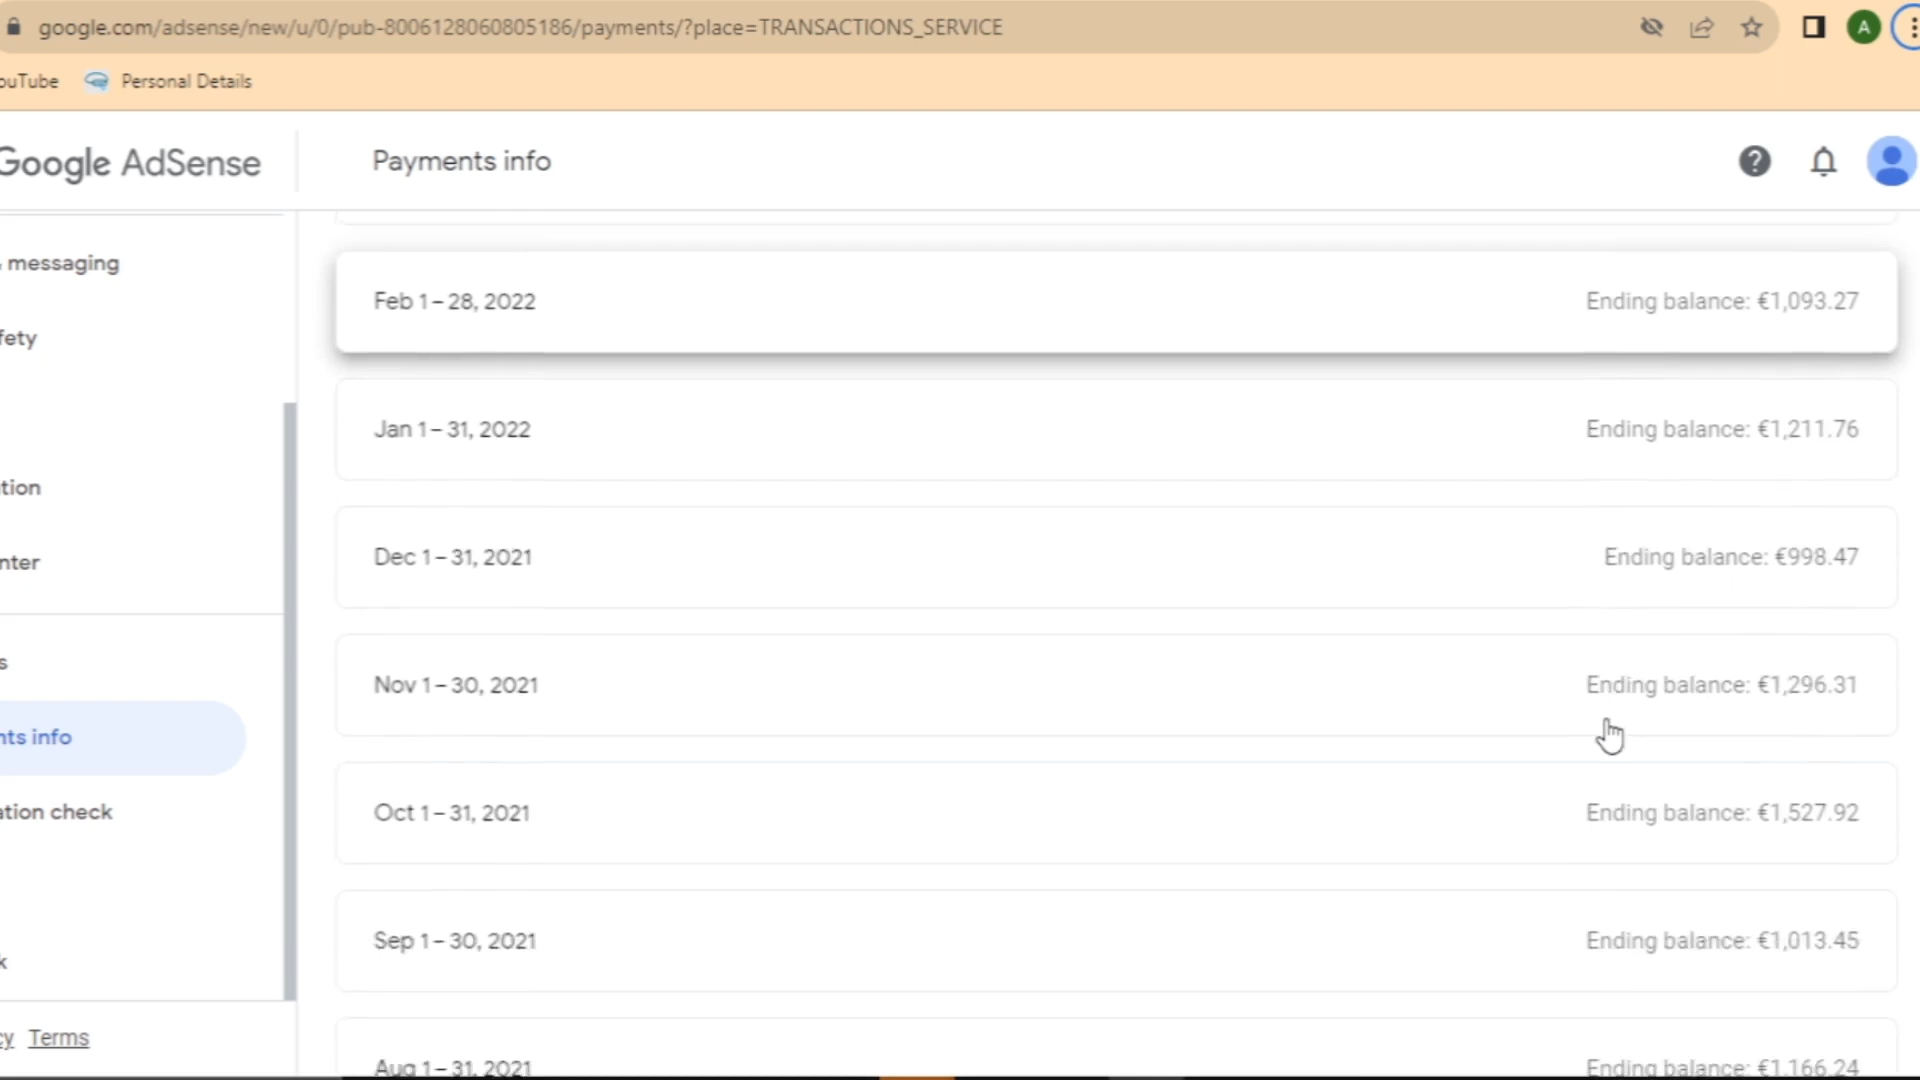 google.com/adsense/new/u/0/pub-8006128060805186/payments/?place=TRANSACTIONS_SERVICE
A
ouTube
Personal Details
Google AdSense
Payments info
messaging
fety
tion
nter
s
nts info
ation check
k
cy Terms
Feb 1 – 28, 2022 Ending balance: €1,093.27
Jan 1 – 31, 2022 Ending balance: €1,211.76
Dec 1 – 31, 2021 Ending balance: €998.47
Nov 1 – 30, 2021 Ending balance: €1,296.31
Oct 1 – 31, 2021 Ending balance: €1,527.92
Sep 1 – 30, 2021 Ending balance: €1,013.45
Aug 1 – 31, 2021 Ending balance: €1,166.24